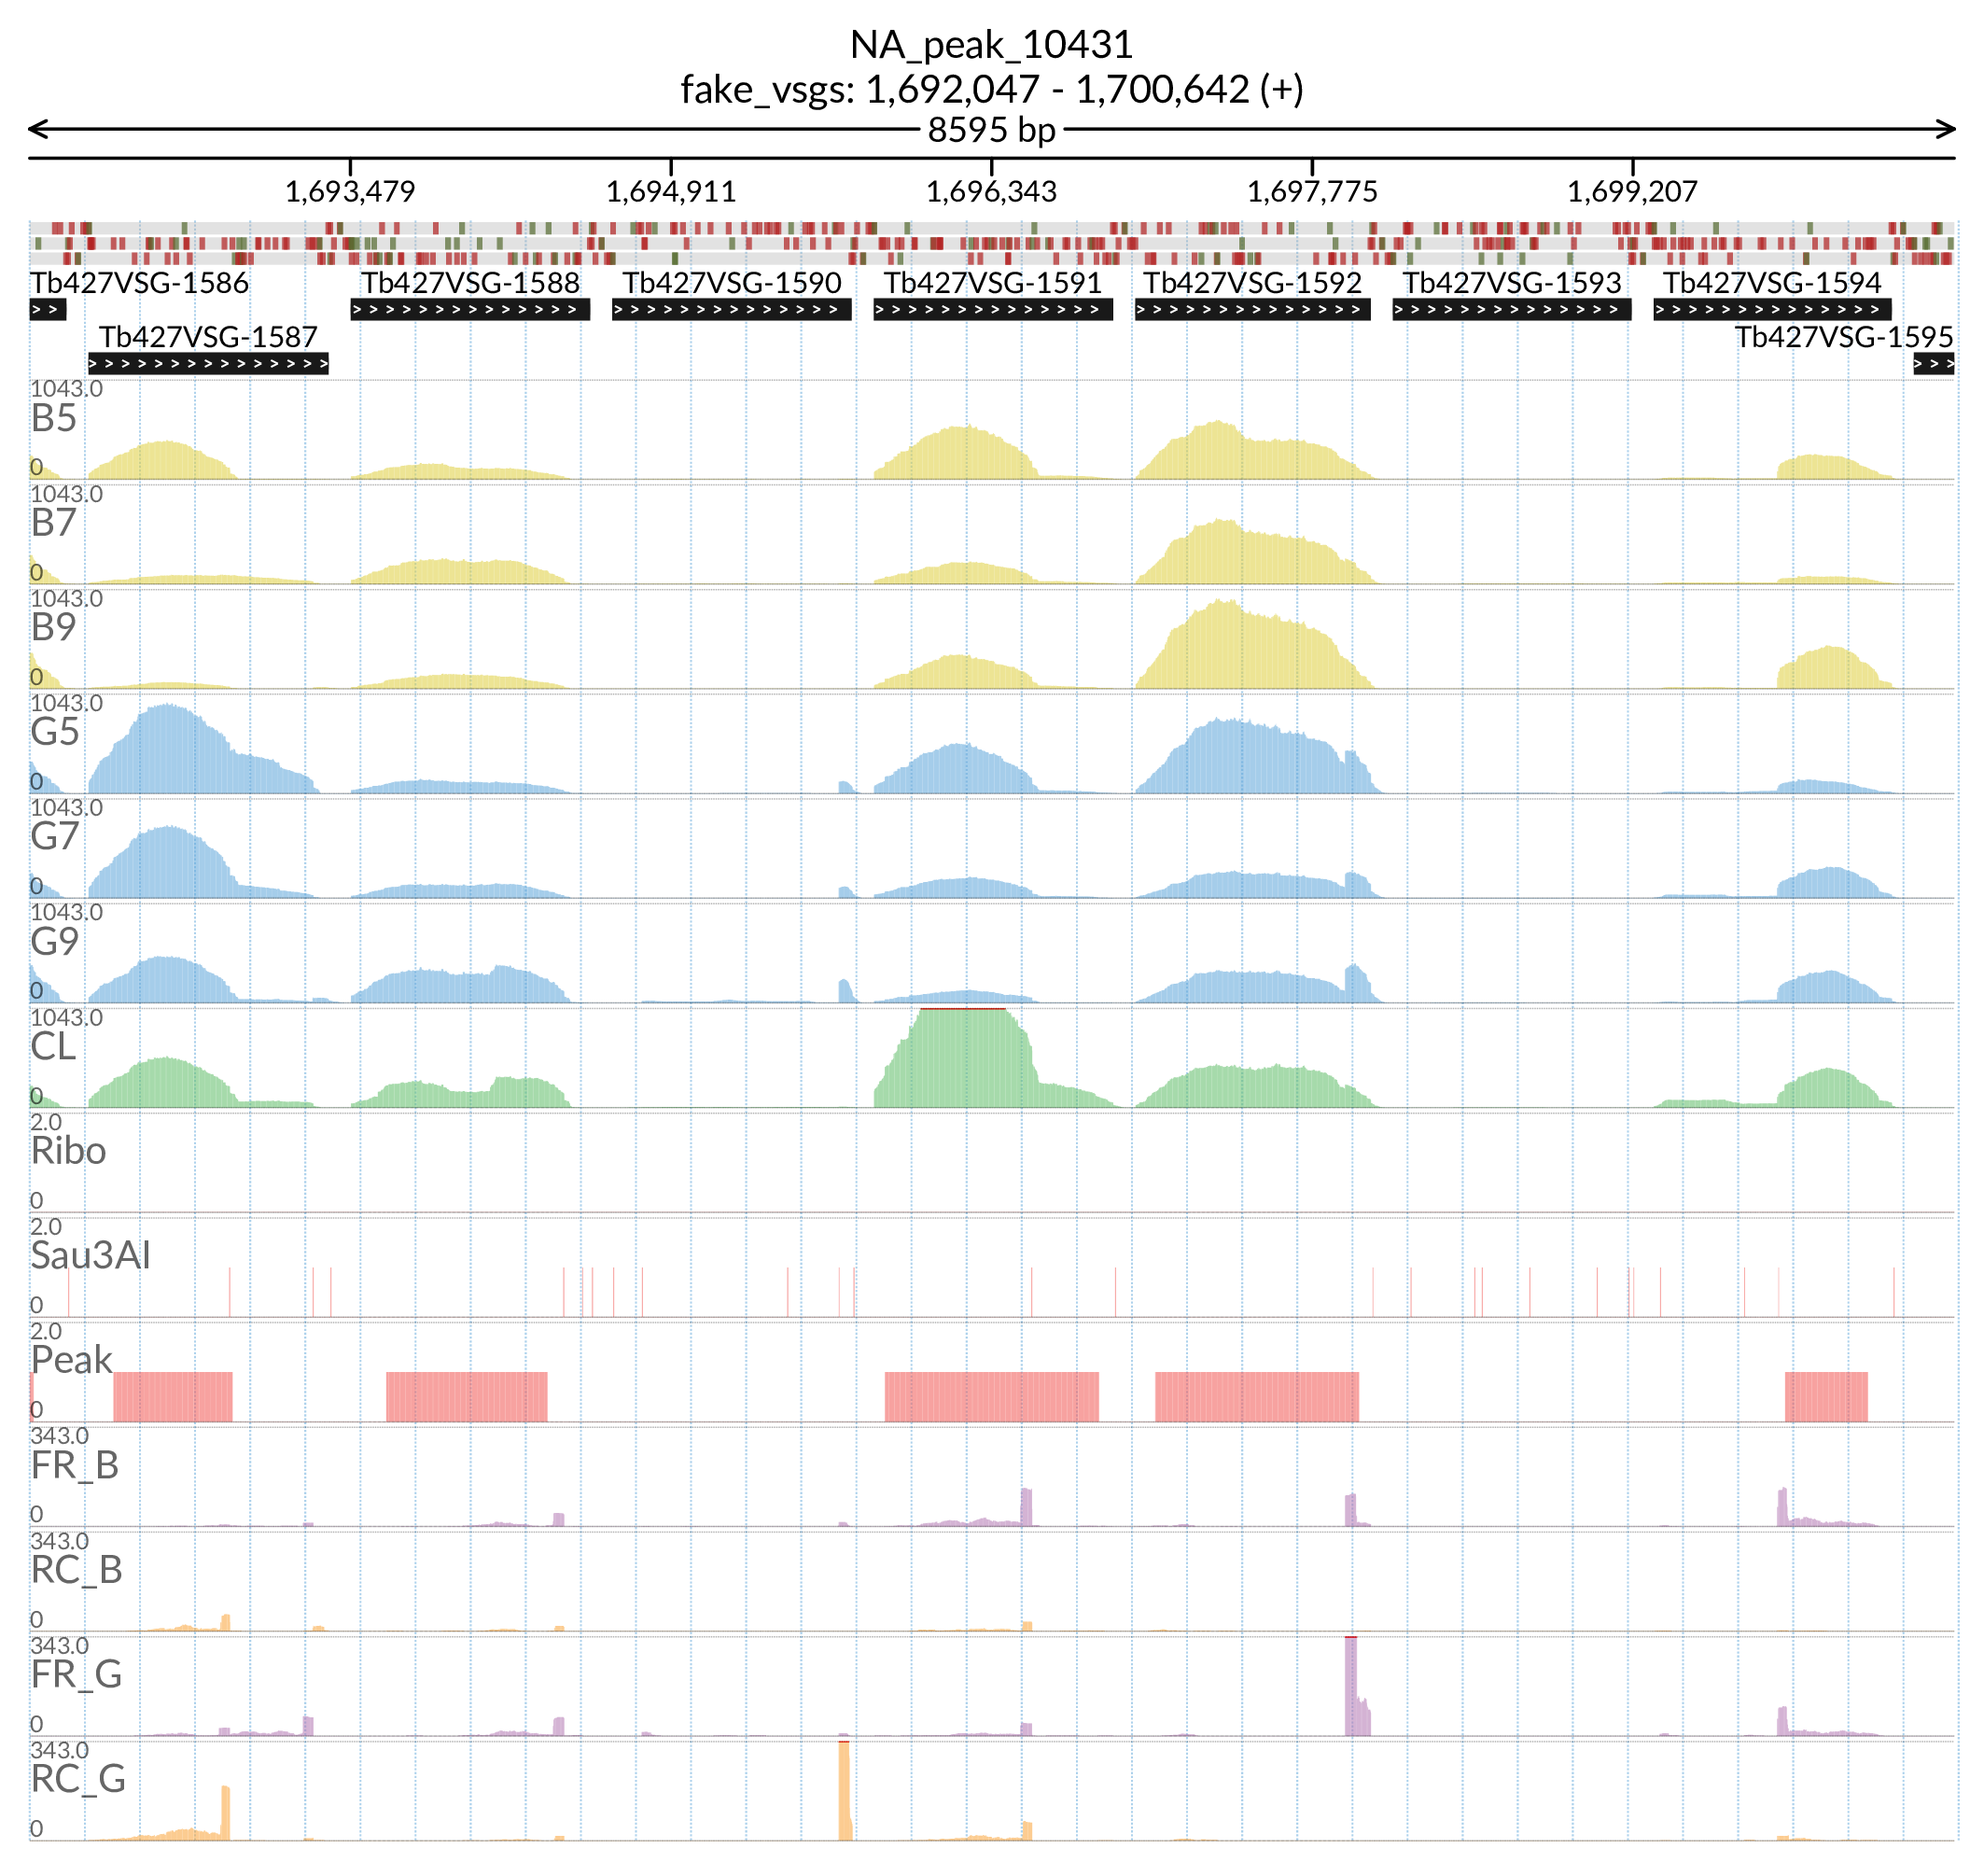 NA_peak_10431
fake_vsgs: 1,692,047 - 1,700,642 (+)
8595 bp
1,693,479 1,694,911 1,696,343 1,697,775 1,699,207
Tb427VSG-1586 Tb427VSG-1588 Tb427VSG-1590 Tb427VSG-1591 Tb427VSG-1592 Tb427VSG-1593 Tb427VSG-1594
Tb427VSG-1587 Tb427VSG-1595
1043.0
B5
0
1043.0
B7
0
1043.0
B9
0
1043.0
G5
0
1043.0
G7
0
1043.0
G9
0
1043.0
CL
0
2.0
Ribo
0
2.0
Sau3AI
0
2.0
Peak
0
343.0
FR_B
0
343.0
RC_B
0
343.0
FR_G
0
343.0
RC_G
0